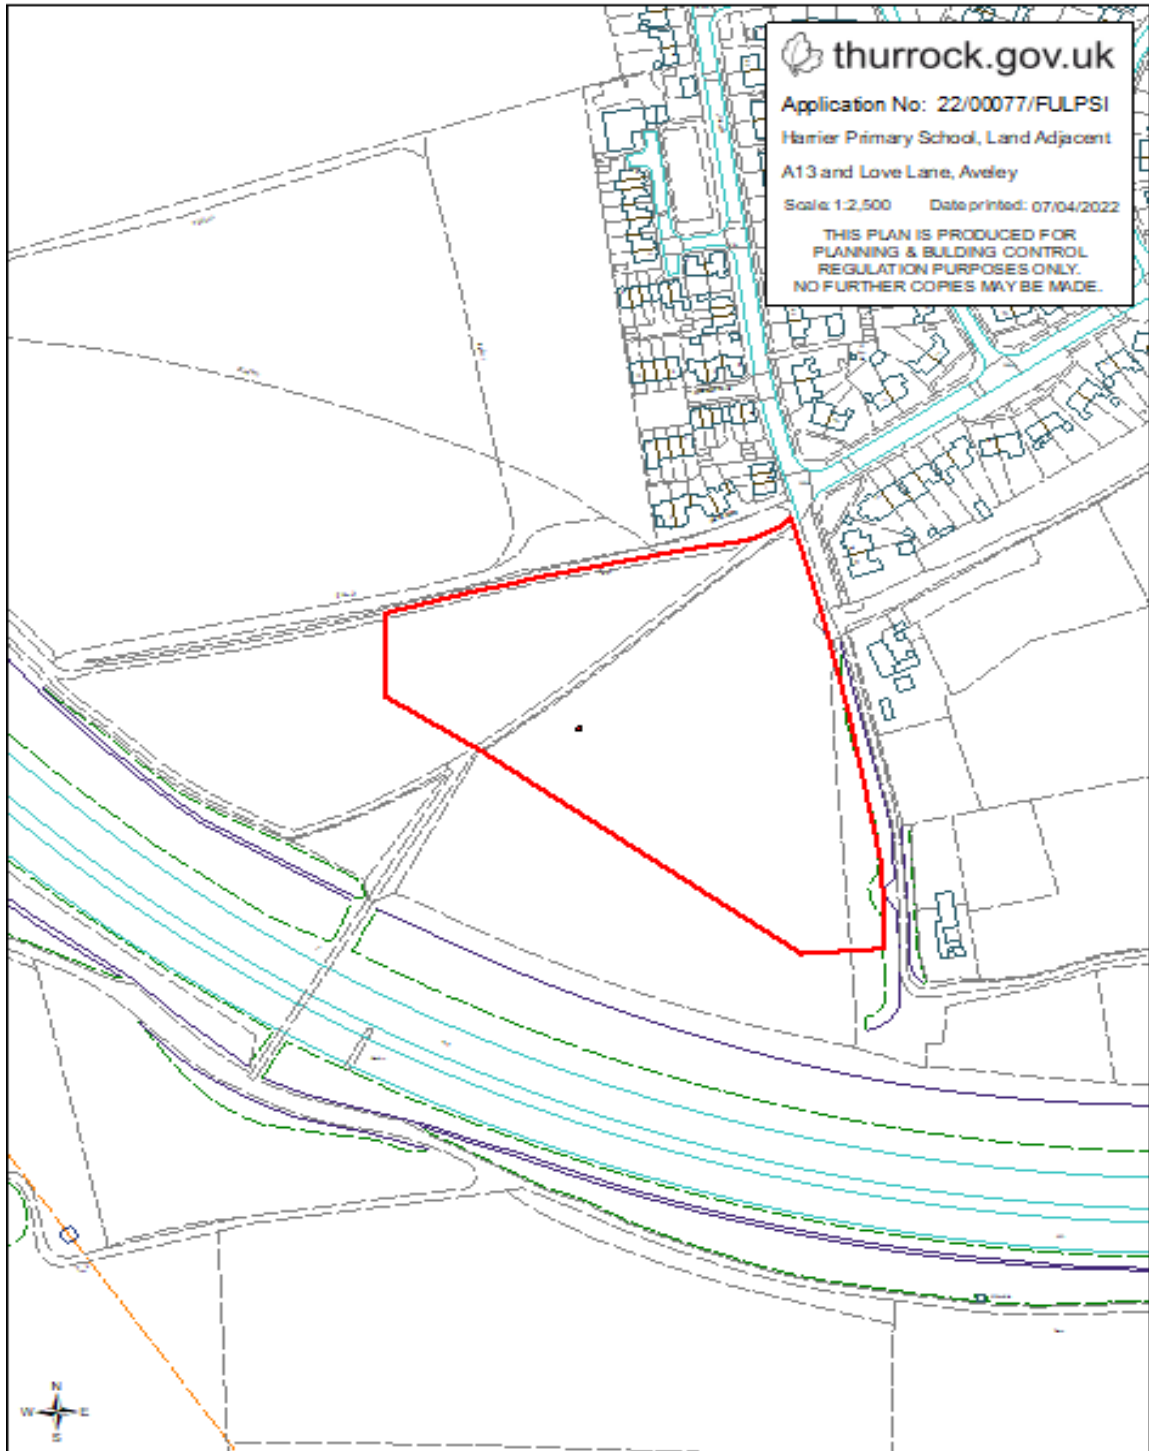 thurrock.gov.uk
Application No: 22/00077/FULPSI
Harrier Primary School, Land Adjacent
A13 and Love Lane, Aveley
Scale: 1:2,500 Date printed: 07/04/2022
THIS PLAN IS PRODUCED FOR
PLANNING & BULDING CONTROL
REGULATION PURPOSES ONLY.
NO FURTHER COPIES MAY BE MADE.
N
W E
S